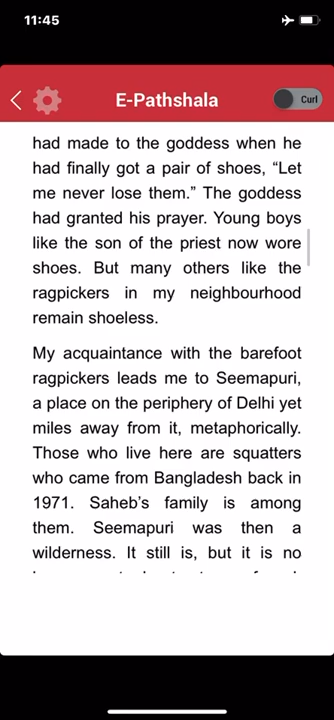 11:45
E-Pathshala
Curl
had made to the goddess when he
had finally got a pair of shoes, “Let
me never lose them.” The goddess
had granted his prayer. Young boys
like the son of the priest now wore
shoes. But many others like the
ragpickers in my neighbourhood
remain shoeless.
My acquaintance with the barefoot
ragpickers leads me to Seemapuri,
a place on the periphery of Delhi yet
miles away from it, metaphorically.
Those who live here are squatters
who came from Bangladesh back in
1971. Saheb’s family is among
them. Seemapuri was then a
wilderness. It still is, but it is no